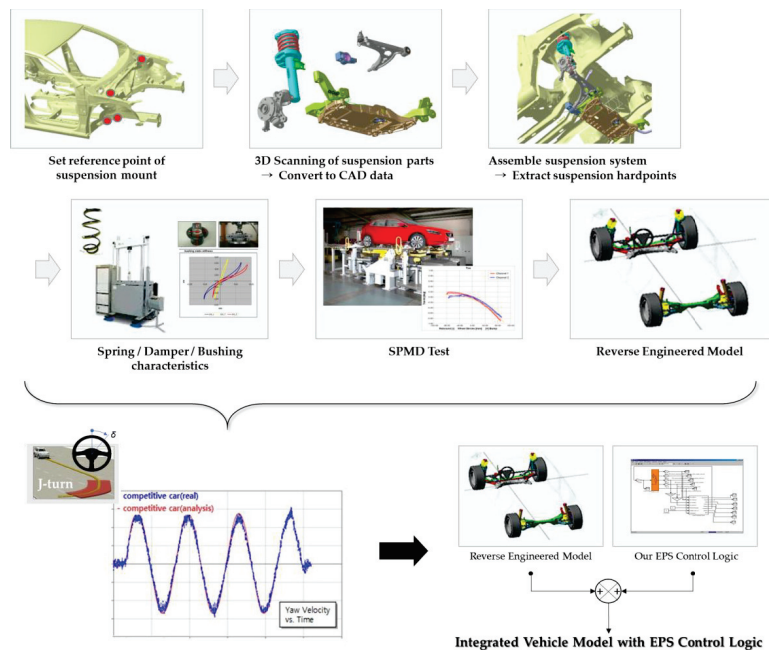 Set reference point of
suspension mount
3D Scanning of suspension parts
→ Convert to CAD data
Assemble suspension system
→ Extract suspension hardpoints
Spring / Damper / Bushing
characteristics
SPMD Test
Reverse Engineered Model
δ
J-turn
competitive car(real)
- competitive car(analysis)
Yaw Velocity
vs. Time
Reverse Engineered Model
Our EPS Control Logic
+ +
Integrated Vehicle Model with EPS Control Logic